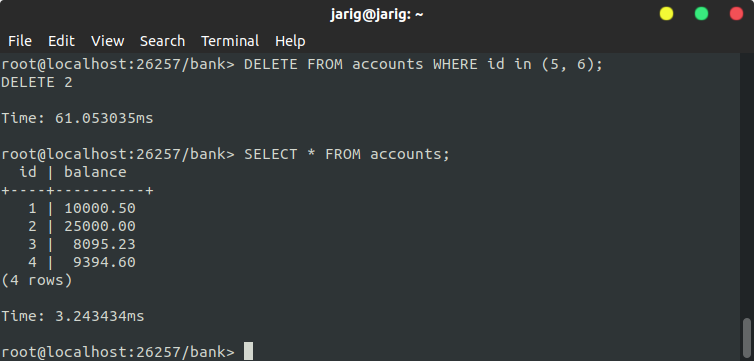 jarig@jarig: ~
File Edit View Search Terminal Help
root@localhost:26257/bank> DELETE FROM accounts WHERE id in (5, 6);
DELETE 2
Time: 61.053035ms
root@localhost:26257/bank> SELECT * FROM accounts;
  id | balance
+----+----------+
   1 | 10000.50
   2 | 25000.00
   3 |  8095.23
   4 |  9394.60
(4 rows)
Time: 3.243434ms
root@localhost:26257/bank>